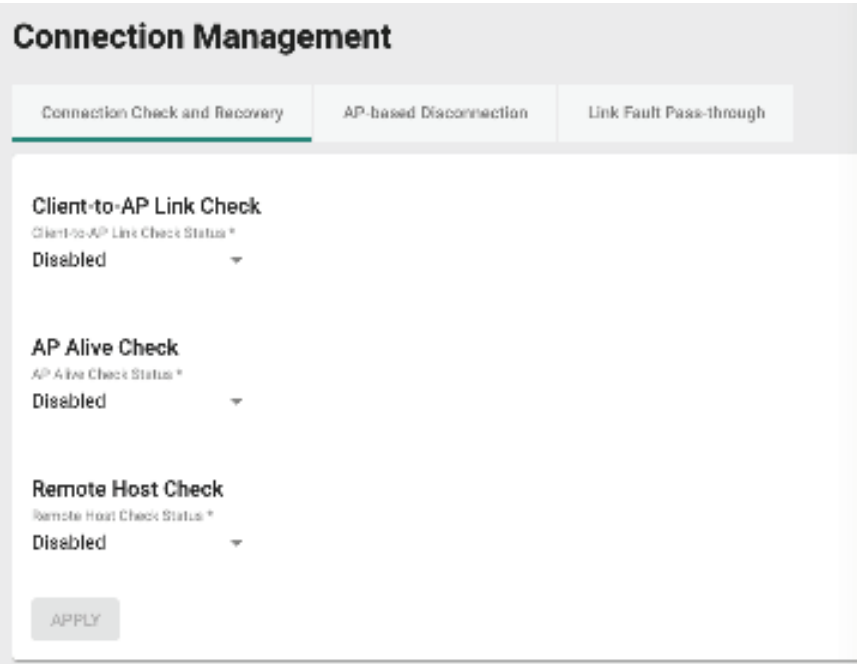 Connection Management
Connection Check and Recovery
AP-based Disconnection
Link Fault Pass-through
Client-to-AP Link Check
Client-to-AP Link Check Status *
Disabled
AP Alive Check
AP Alive Check Status *
Disabled
Remote Host Check
Remote Host Check Status *
Disabled
APPLY